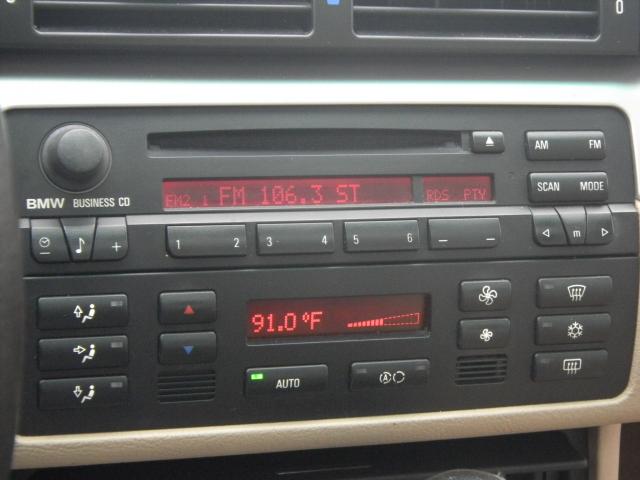 0
AM FM
FM2 FM 106.3 ST RDS PTY
BMW BUSINESS CD
SCAN MODE
1 2 3 4 5 6
m
91.0 °F
AUTO
A